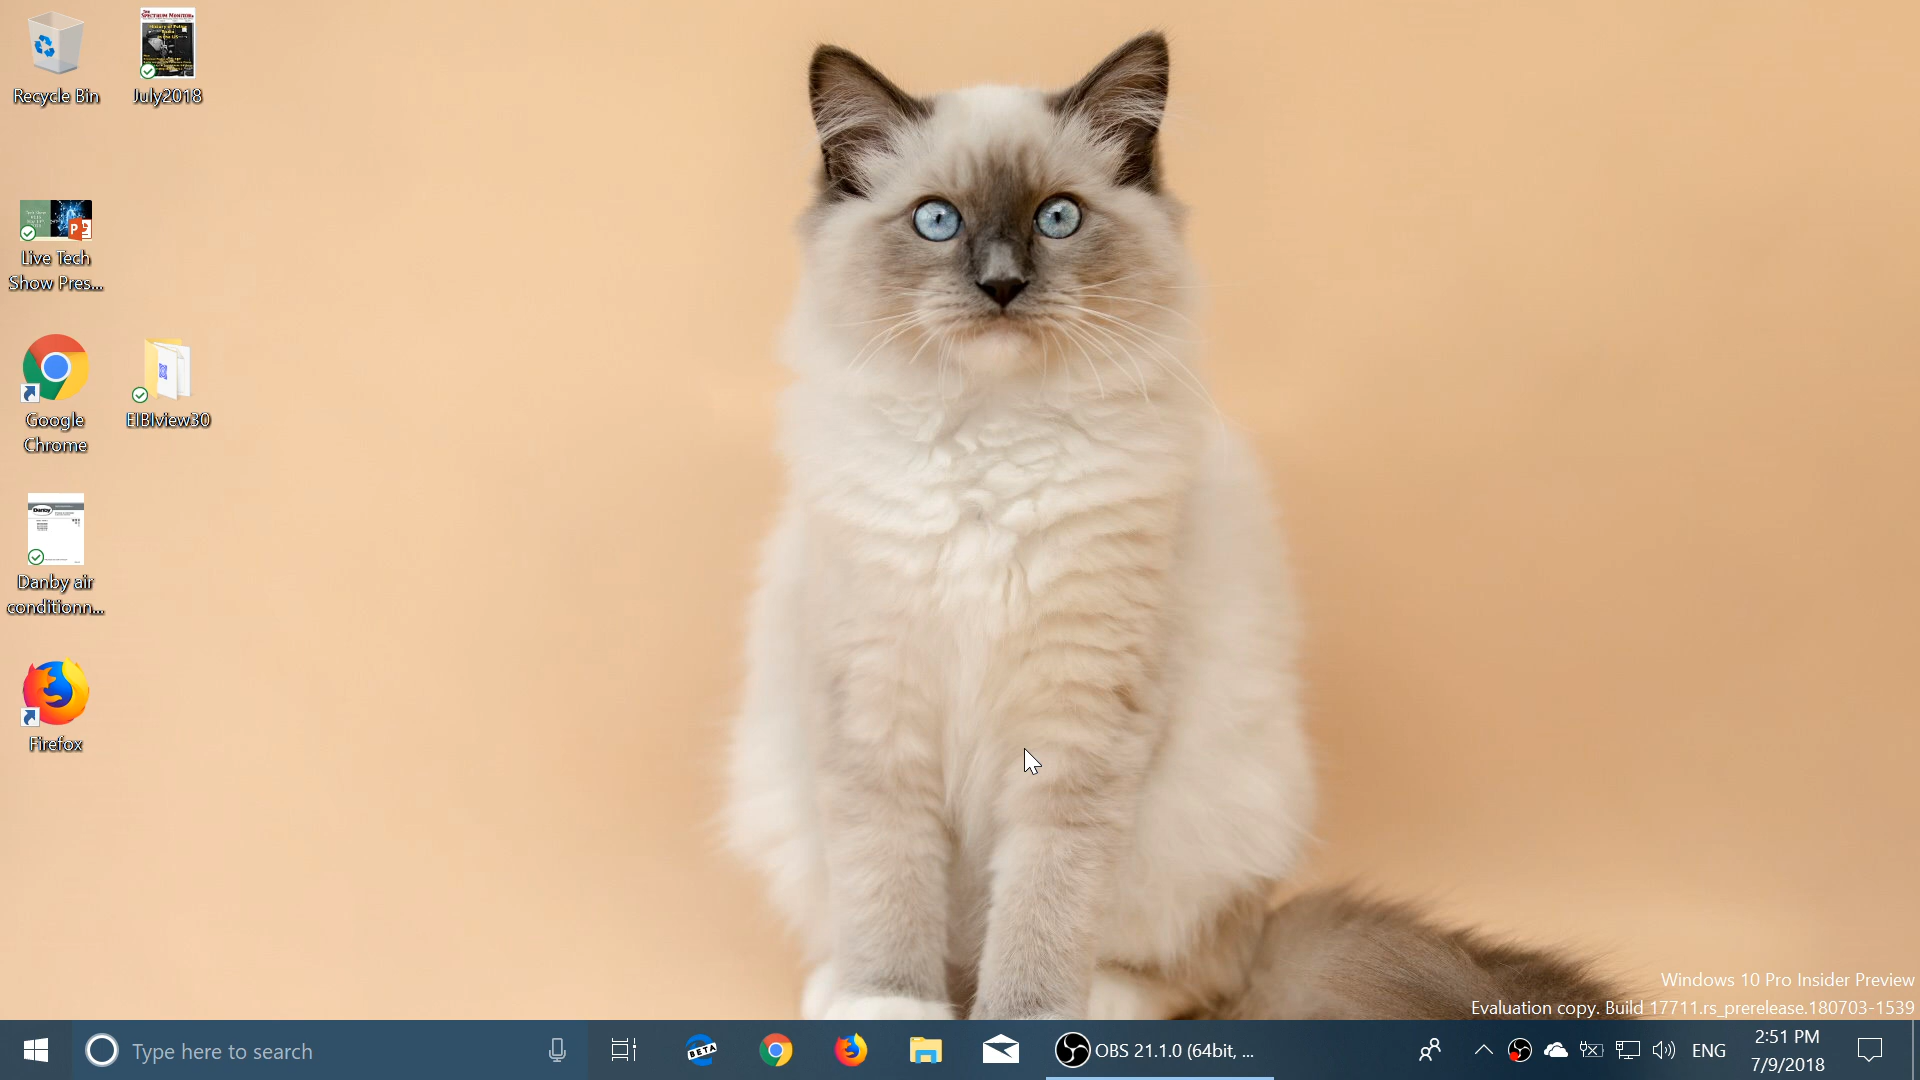 Recycle Bin
July2018
Live Tech
Show Pres...
Google
Chrome
EIBIview30
Danby air
conditionn...
Firefox
Windows 10 Pro Insider Preview
Evaluation copy. Build 17711.rs_prerelease.180703-1539
Type here to search
BETA
OBS 21.1.0 (64bit, ...
ENG
2:51 PM
7/9/2018